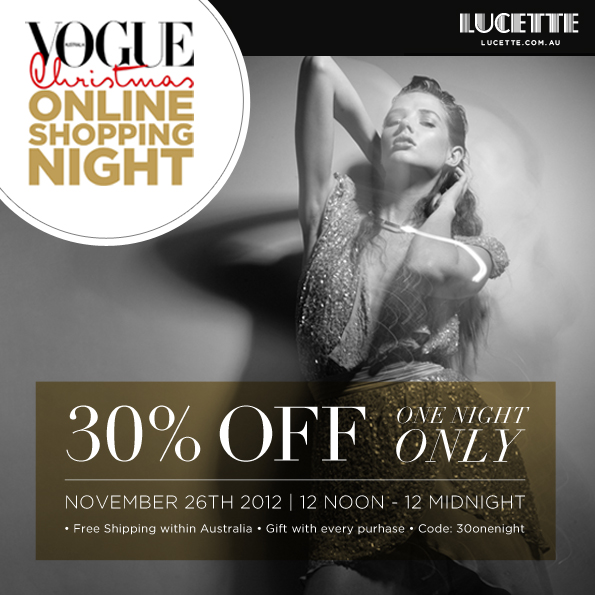 VOGUE
AUSTRALIA
Christmas
ONLINE
SHOPPING
NIGHT
LUCETTE
LUCETTE.COM.AU
30% OFF
ONE NIGHT
ONLY
NOVEMBER 26TH 2012 | 12 NOON - 12 MIDNIGHT
• Free Shipping within Australia • Gift with every purhase • Code: 30onenight